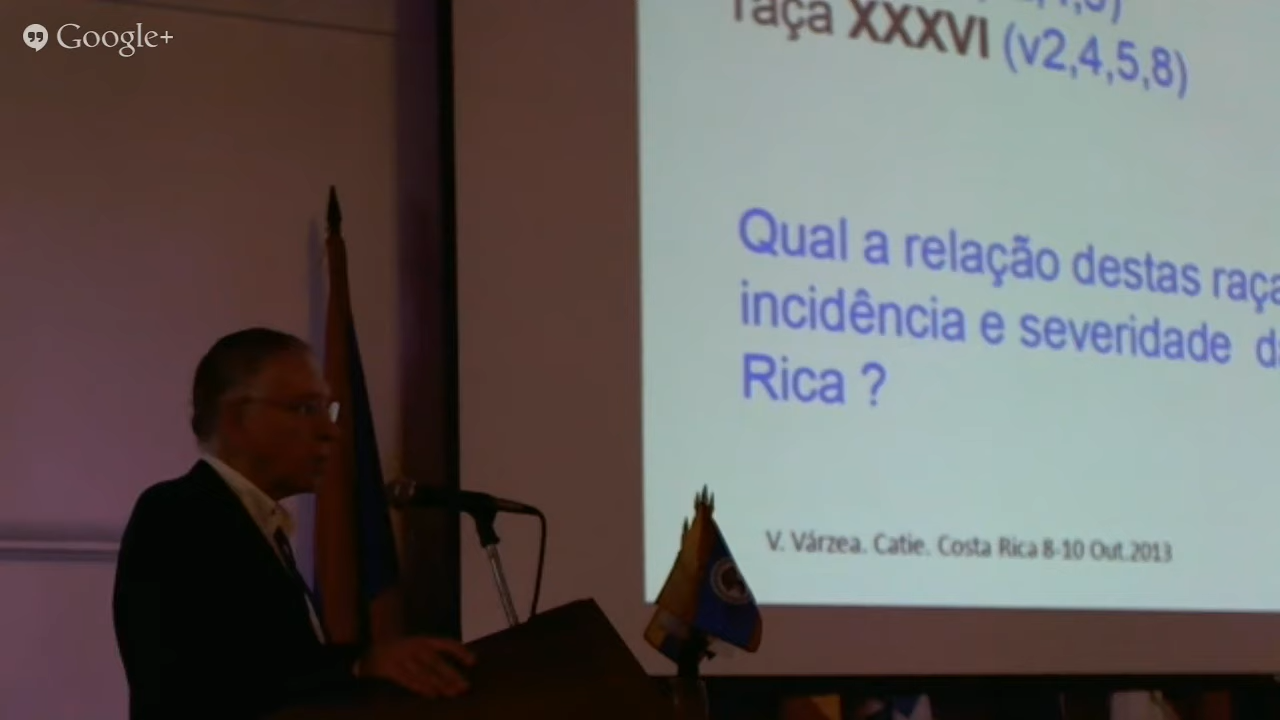 Google+
raça XXXVI (v2,4,5,8)
Qual a relação destas
incidência e severidade
Rica ?
V. Várzea. Catie. Costa Rica 8-10 Out.2013